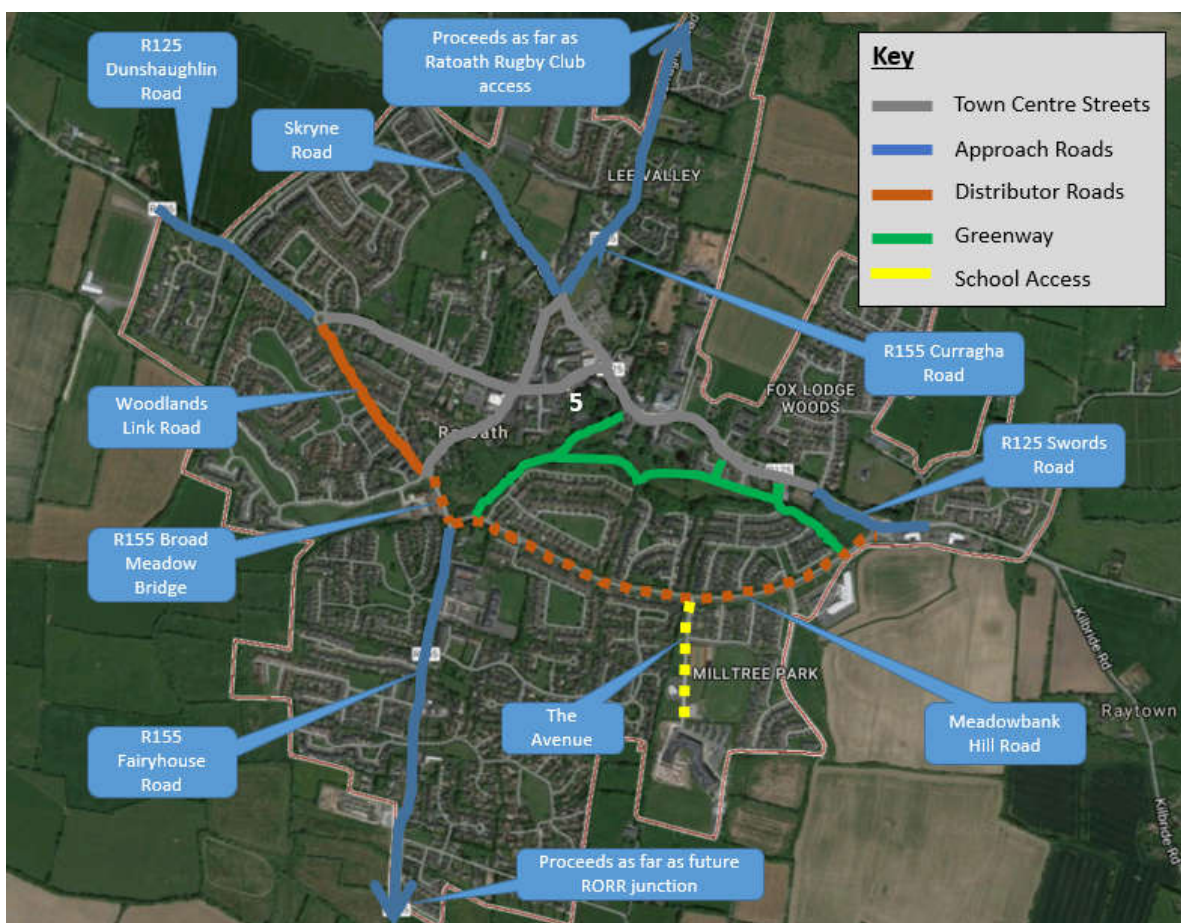 R125
Dunshaughlin
Road
Proceeds as far as
Ratoath Rugby Club
access
Key
Town Centre Streets
Approach Roads
Distributor Roads
Greenway
School Access
Skryne
Road
LEE VALLEY
R155 Curragha
Road
Woodlands
Link Road
5
FOX LODGE
WOODS
Ratoath
R125 Swords
Road
R155 Broad
Meadow
Bridge
Kilbride Rd
MILLTREE PARK
Raytown
R155
Fairyhouse
Road
The
Avenue
Meadowbank
Hill Road
Kilbride Rd
Proceeds as far as future
RORR junction